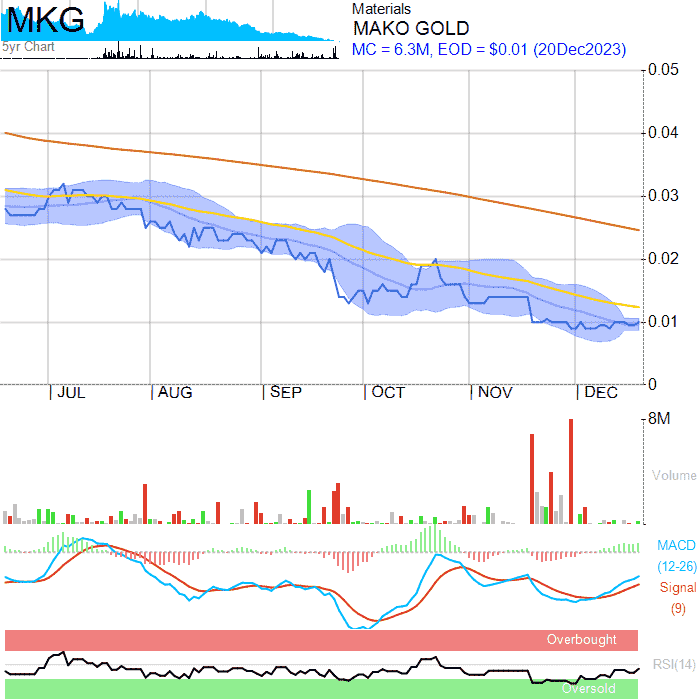 MKG
5yr Chart
Materials
MAKO GOLD
MC = 6.3M, EOD = $0.01 (20Dec2023)
0.05
0.04
0.03
0.02
0.01
0
JUL AUG SEP OCT NOV DEC
8M
Volume
MACD
(12-26)
Signal
(9)
Overbought
RSI(14)
Oversold